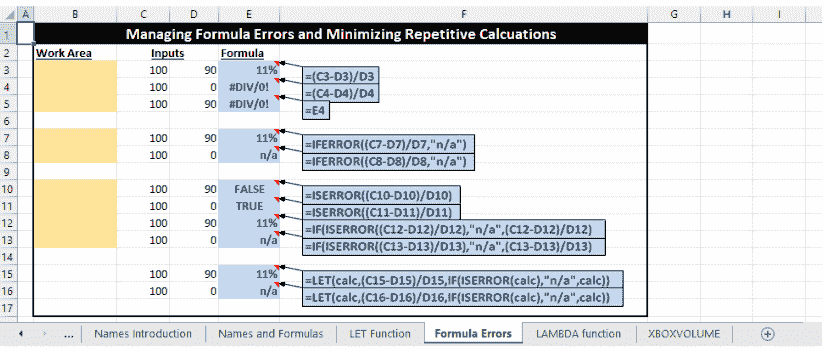 A B C D E F G H I
1 Managing Formula Errors and Minimizing Repetitive Calcuations
2 Work Area Inputs Formula
3 100 90 11% =(C3-D3)/D3
4 100 0 #DIV/0! =(C4-D4)/D4
5 100 90 #DIV/0! =E4
6
7 100 90 11% =IFERROR((C7-D7)/D7,"n/a")
8 100 0 n/a =IFERROR((C8-D8)/D8,"n/a")
9
10 100 90 FALSE =ISERROR((C10-D10)/D10)
11 100 0 TRUE =ISERROR((C11-D11)/D11)
12 100 90 11% =IF(ISERROR((C12-D12)/D12),"n/a",(C12-D12)/D12)
13 100 0 n/a =IF(ISERROR((C13-D13)/D13),"n/a",(C13-D13)/D13)
14
15 100 90 11% =LET(calc,(C15-D15)/D15,IF(ISERROR(calc),"n/a",calc))
16 100 0 n/a =LET(calc,(C16-D16)/D16,IF(ISERROR(calc),"n/a",calc))
17
... Names Introduction Names and Formulas LET Function Formula Errors LAMBDA function XBOXVOLUME